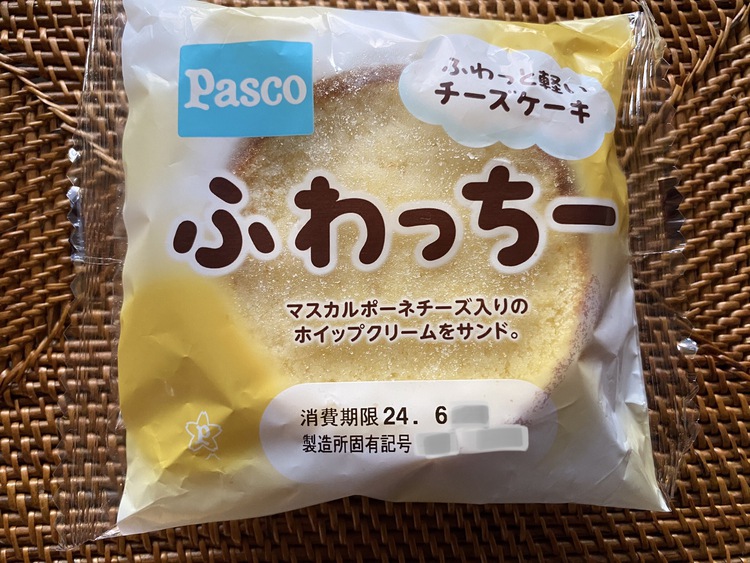 Pasco
ふわっと軽い
チーズケーキ
ふわっちー
マスカルポーネチーズ入りの
ホイップクリームをサンド。
消費期限 24. 6
製造所固有記号
P